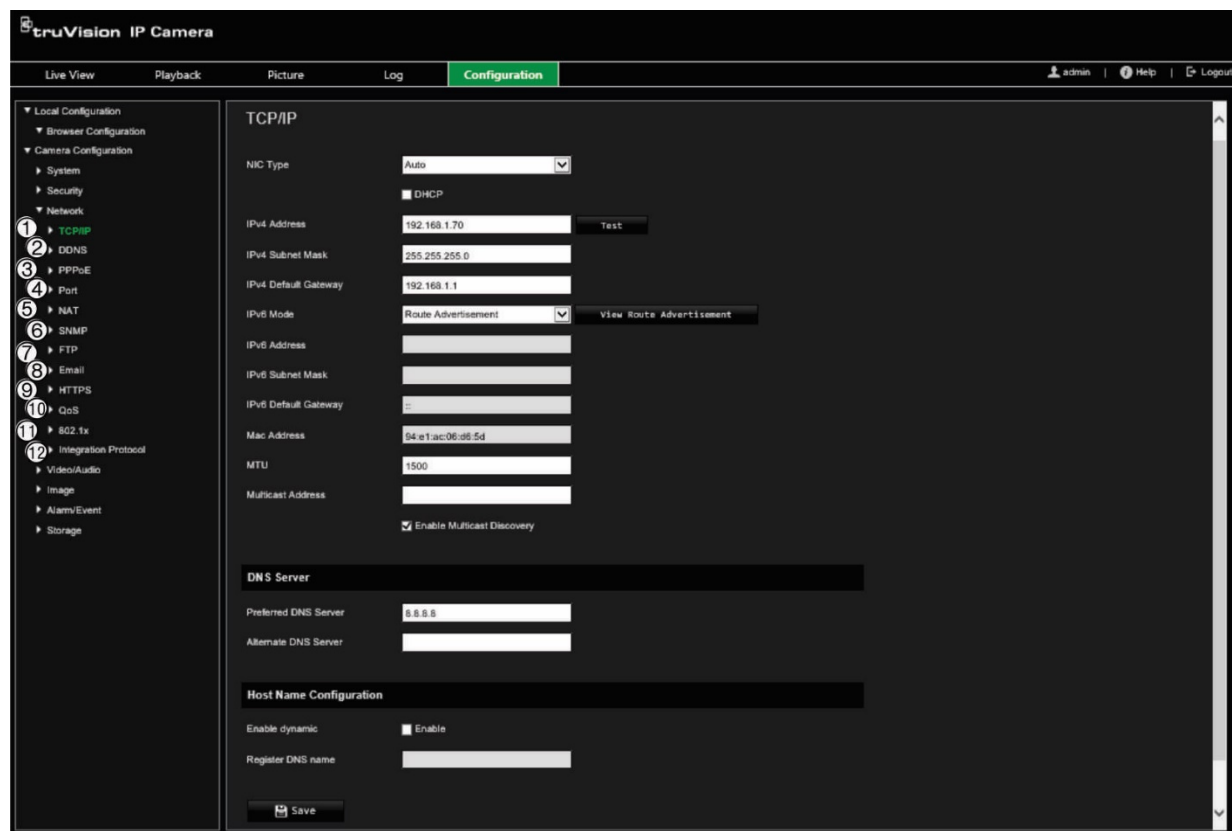 truVision IP Camera
Live View Playback Picture Log Configuration admin | Help | Logout
Local Configuration
Browser Configuration
Camera Configuration
System
Security
Network
① TCP/IP
② DDNS
③ PPPoE
④ Port
⑤ NAT
⑥ SNMP
⑦ FTP
⑧ Email
⑨ HTTPS
⑩ QoS
⑪ 802.1x
⑫ Integration Protocol
Video/Audio
Image
Alarm/Event
Storage
TCP/IP
NIC Type Auto
DHCP
IPv4 Address 192.168.1.70 Test
IPv4 Subnet Mask 255.255.255.0
IPv4 Default Gateway 192.168.1.1
IPv6 Mode Route Advertisement View Route Advertisement
IPv6 Address
IPv6 Subnet Mask
IPv6 Default Gateway ::
Mac Address 94:e1:ac:06:d6:5d
MTU 1500
Multicast Address
Enable Multicast Discovery
DNS Server
Preferred DNS Server 8.8.8.8
Alternate DNS Server
Host Name Configuration
Enable dynamic Enable
Register DNS name
Save